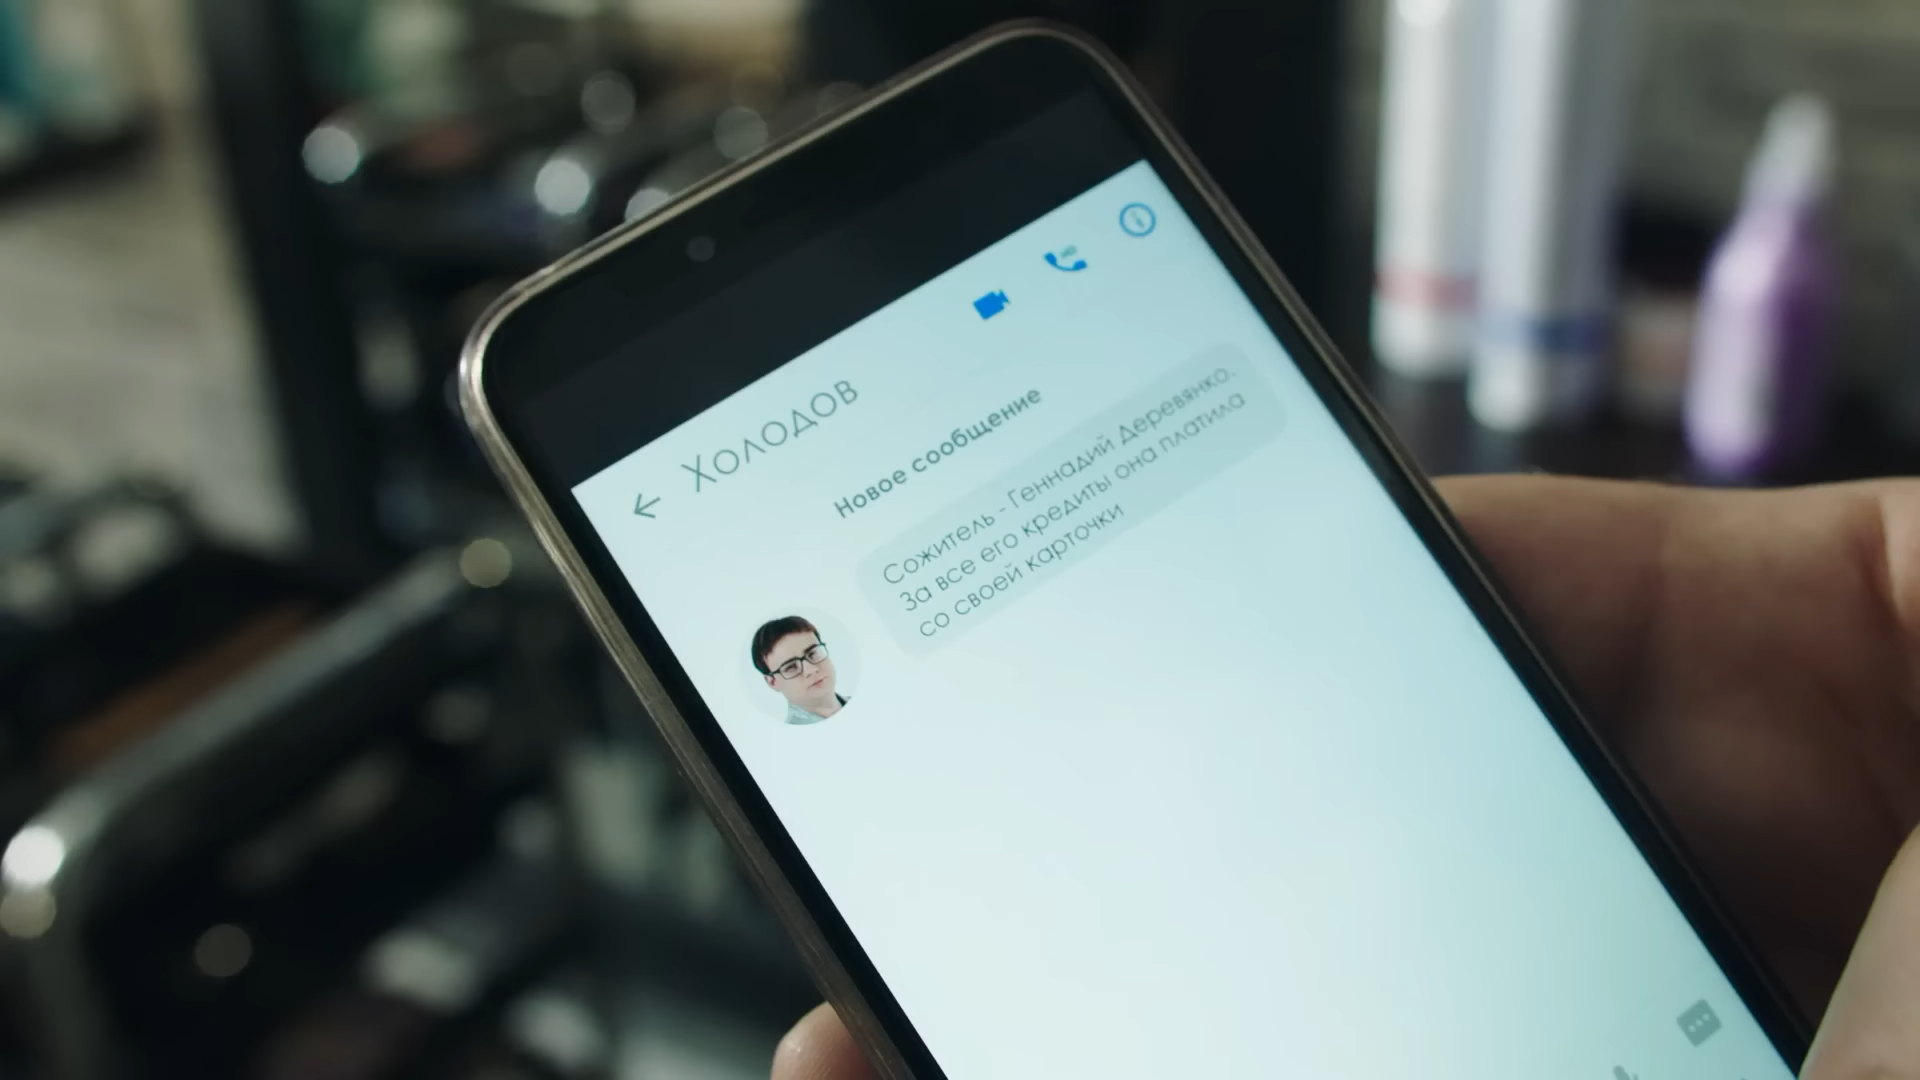 Холодов
Новое сообщение
Сожитель - Геннадий Деревянко.
За все его кредиты она платила
со своей карточки